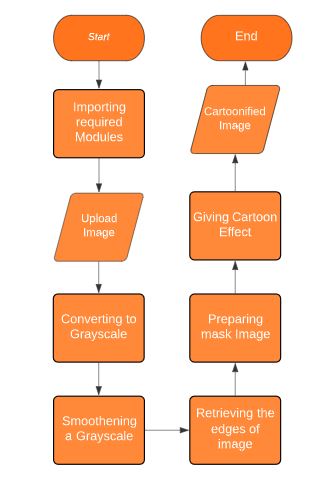 Start
Importing
required
Modules
Upload
Image
Converting to
Grayscale
Smoothening
a Grayscale
Retrieving the
edges of
image
Preparing
mask Image
Giving Cartoon
Effect
Cartoonified
Image
End